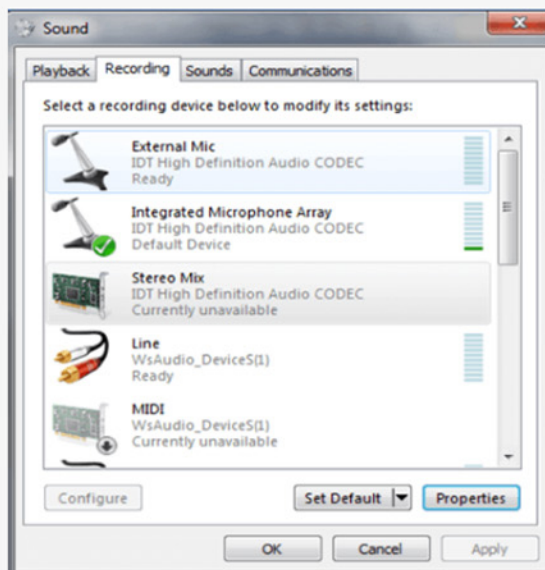 Sound
Playback Recording Sounds Communications
Select a recording device below to modify its settings:
External Mic
IDT High Definition Audio CODEC
Ready
Integrated Microphone Array
IDT High Definition Audio CODEC
Default Device
Stereo Mix
IDT High Definition Audio CODEC
Currently unavailable
Line
WsAudio_DeviceS(1)
Ready
MIDI
WsAudio_DeviceS(1)
Currently unavailable
Configure Set Default Properties
OK Cancel Apply